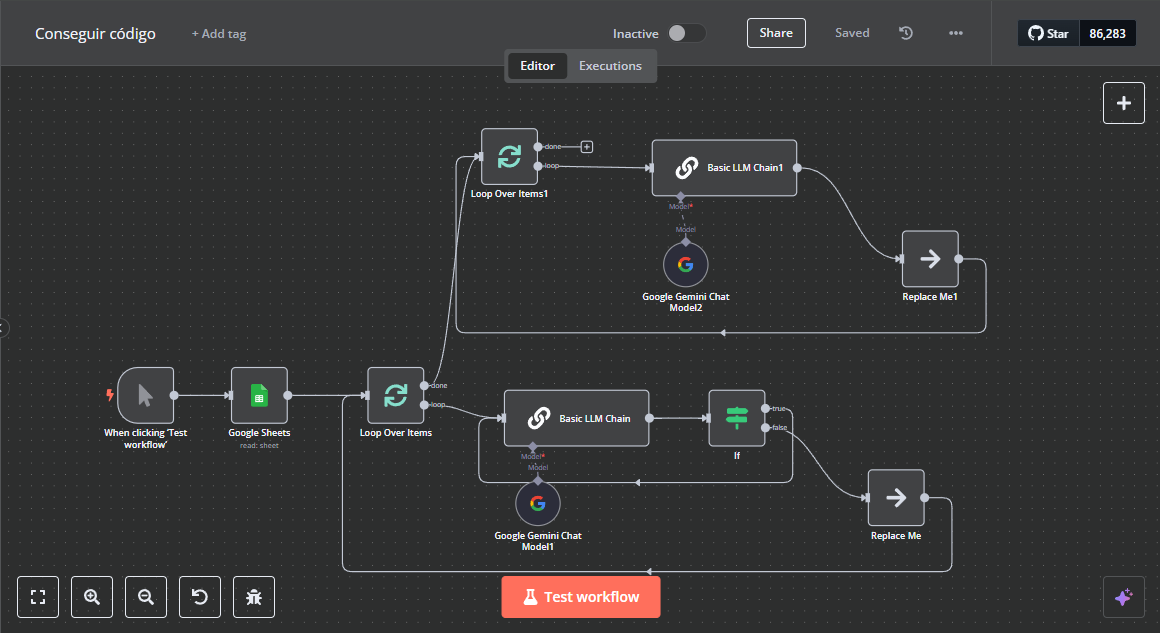 Conseguir código
+ Add tag
Inactive
Share
Saved
Star
86,283
Editor
Executions
done
loop
Loop Over Items1
Basic LLM Chain1
Model*
Model
Google Gemini Chat
Model2
Replace Me1
When clicking 'Test
workflow'
Google Sheets
read: sheet
done
loop
Loop Over Items
Basic LLM Chain
Model*
Model
Google Gemini Chat
Model1
true
false
If
Replace Me
Test workflow